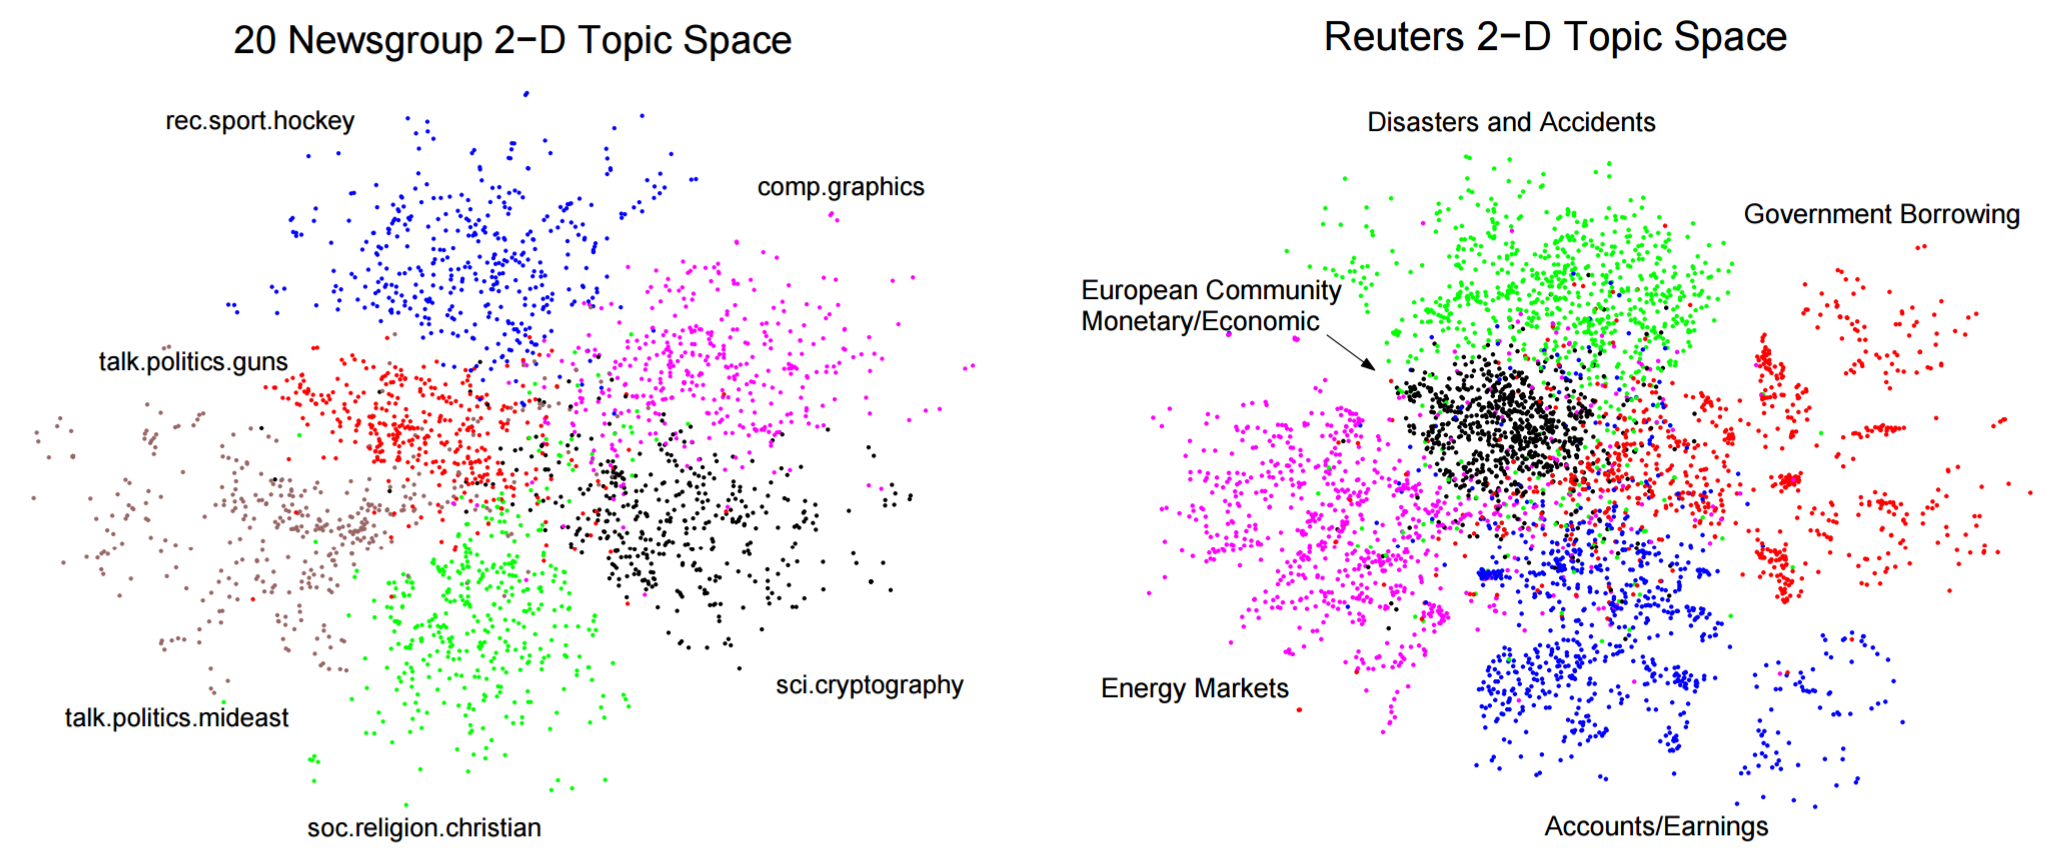 20 Newsgroup 2−D Topic Space
rec.sport.hockey
comp.graphics
talk.politics.guns
sci.cryptography
talk.politics.mideast
soc.religion.christian
Reuters 2−D Topic Space
Disasters and Accidents
Government Borrowing
European Community
Monetary/Economic
Energy Markets
Accounts/Earnings